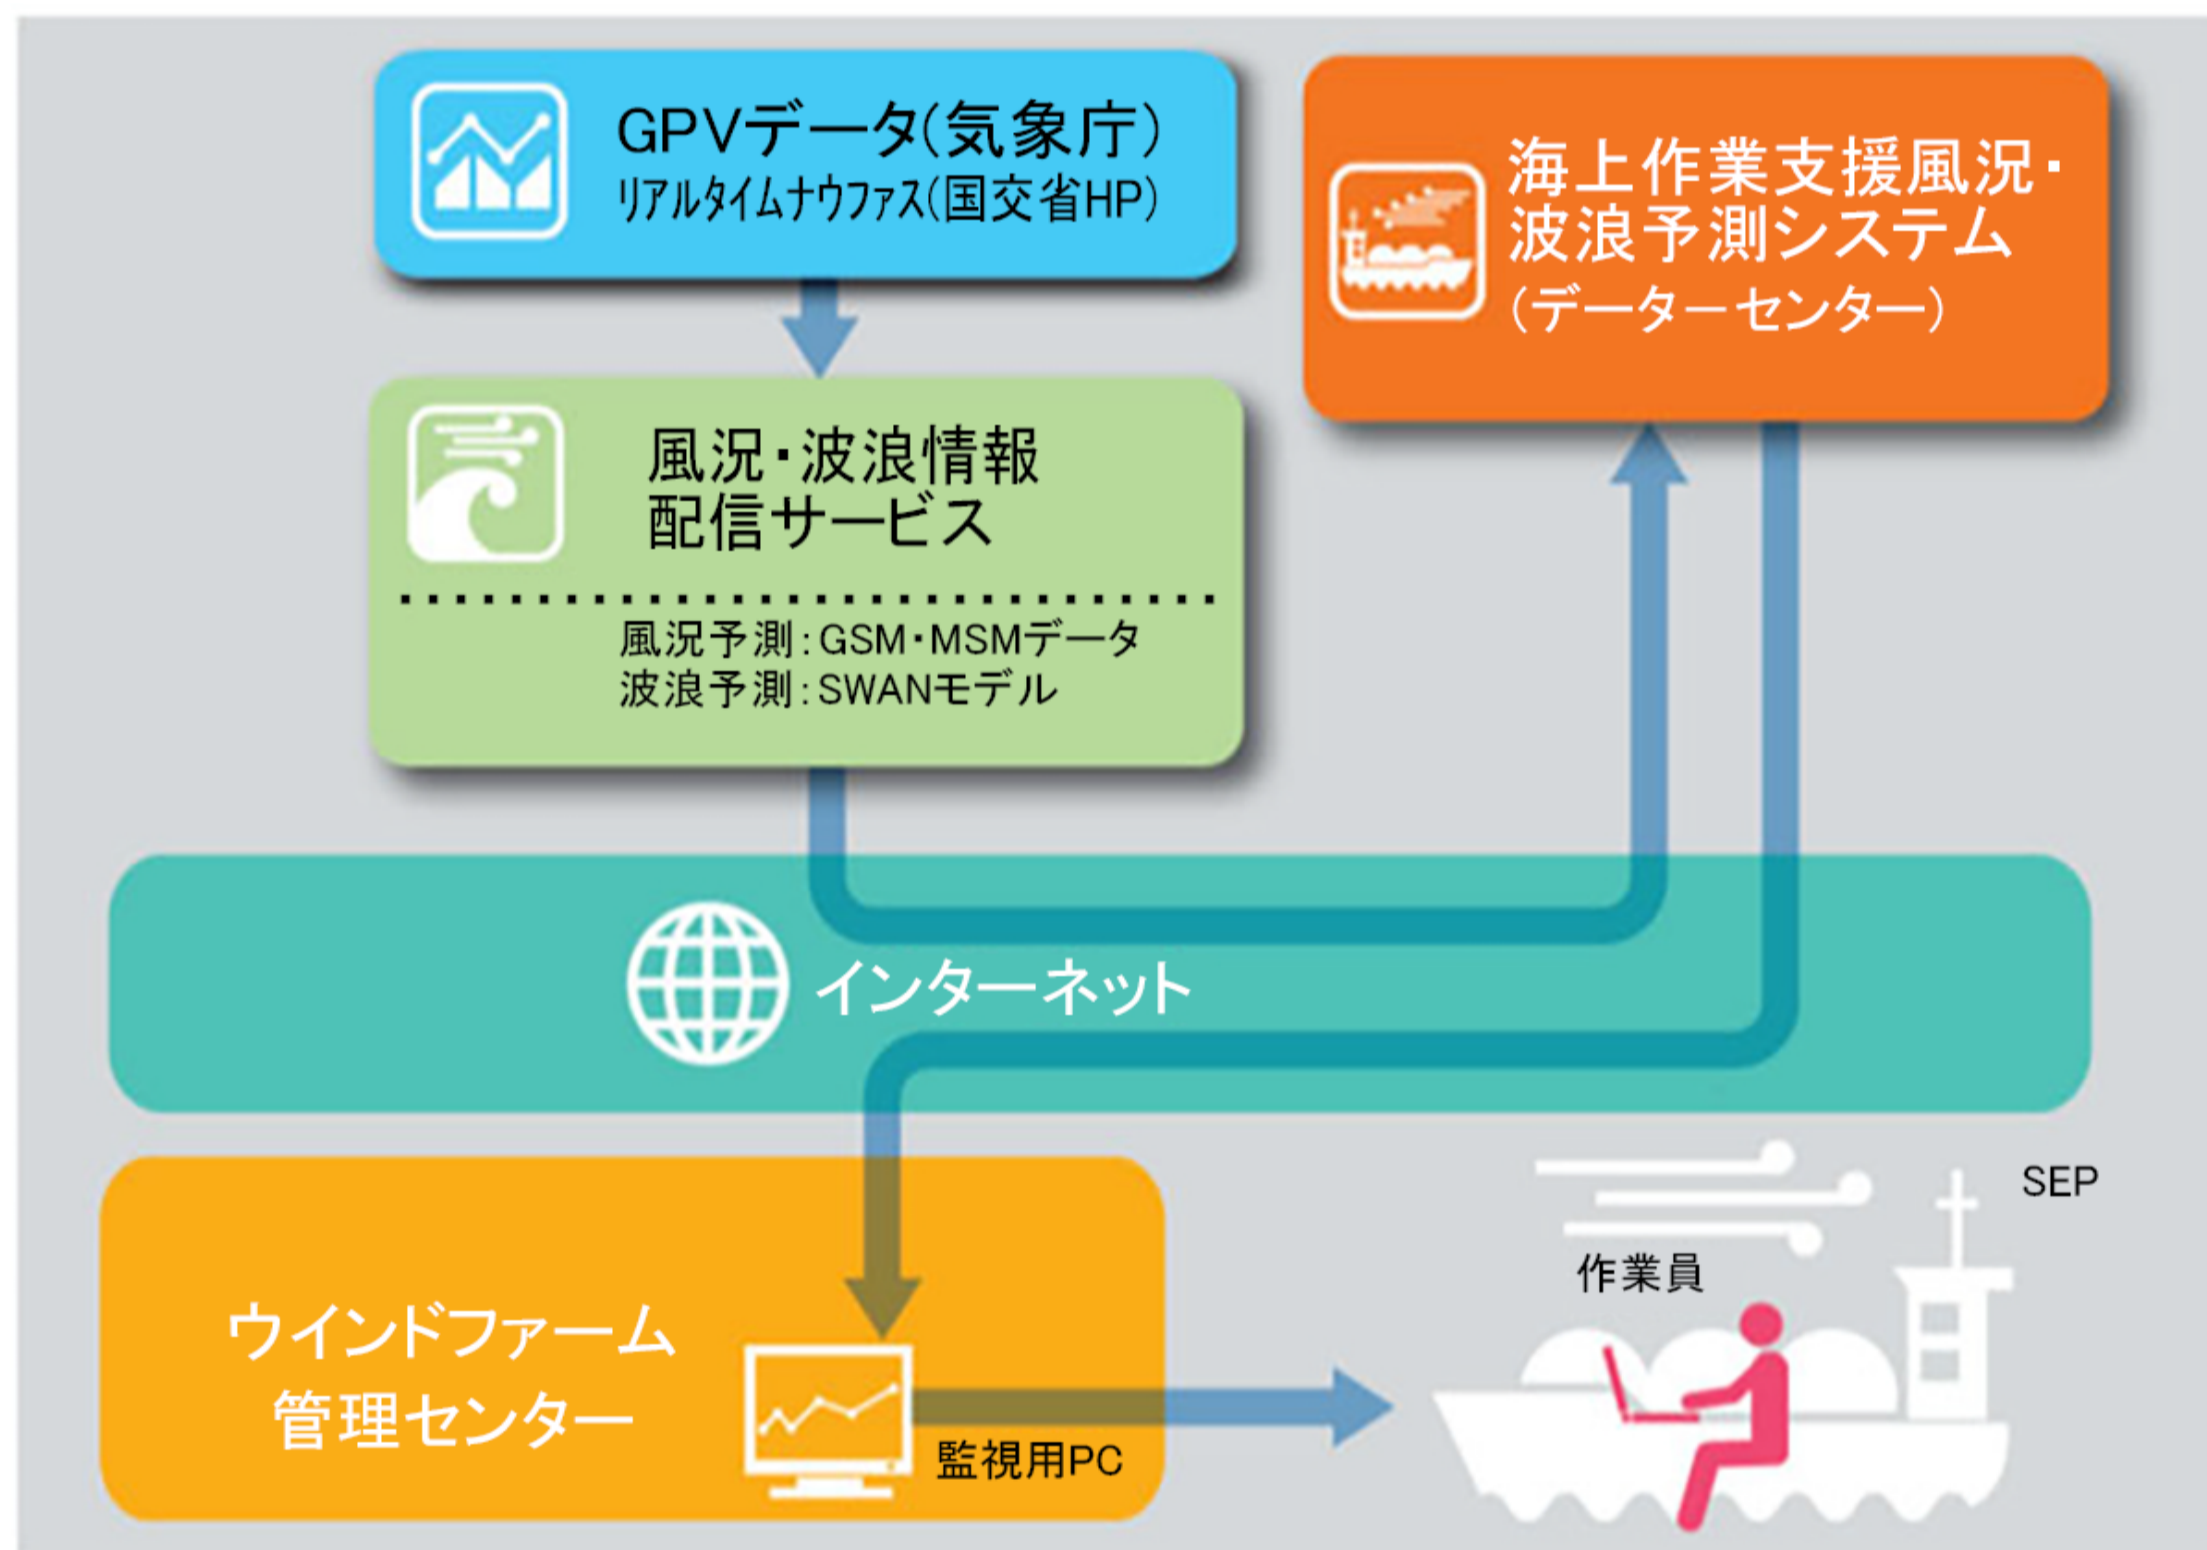 GPVデータ(気象庁)
リアルタイムナウファス(国交省HP)
海上作業支援風況・
波浪予測システム
(データーセンター)
風況・波浪情報
配信サービス
風況予測:GSM・MSMデータ
波浪予測:SWANモデル
インターネット
SEP
作業員
ウインドファーム
管理センター
監視用PC